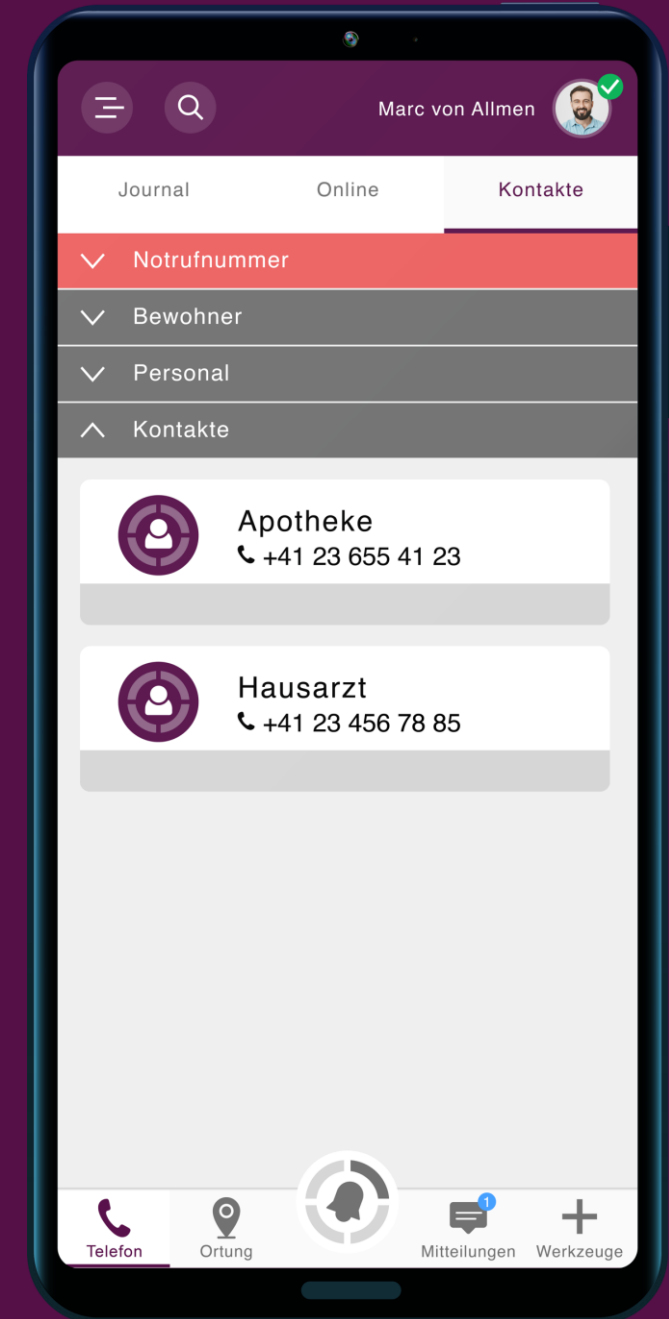 Marc von Allmen
Journal Online Kontakte
Notrufnummer
Bewohner
Personal
Kontakte
Apotheke
+41 23 655 41 23
Hausarzt
+41 23 456 78 85
1
Telefon Ortung Mitteilungen Werkzeuge